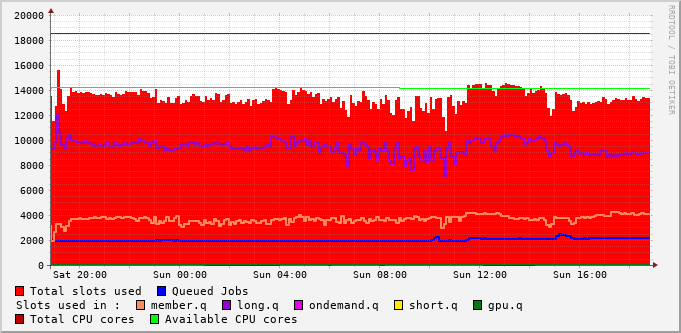 RRDTOOL / TOBI OETIKER
20000
18000
16000
14000
12000
10000
8000
6000
4000
2000
0
Sat 20:00 Sun 00:00 Sun 04:00 Sun 08:00 Sun 12:00 Sun 16:00
Total slots used Queued Jobs
Slots used in : member.q long.q ondemand.q short.q gpu.q
Total CPU cores Available CPU cores